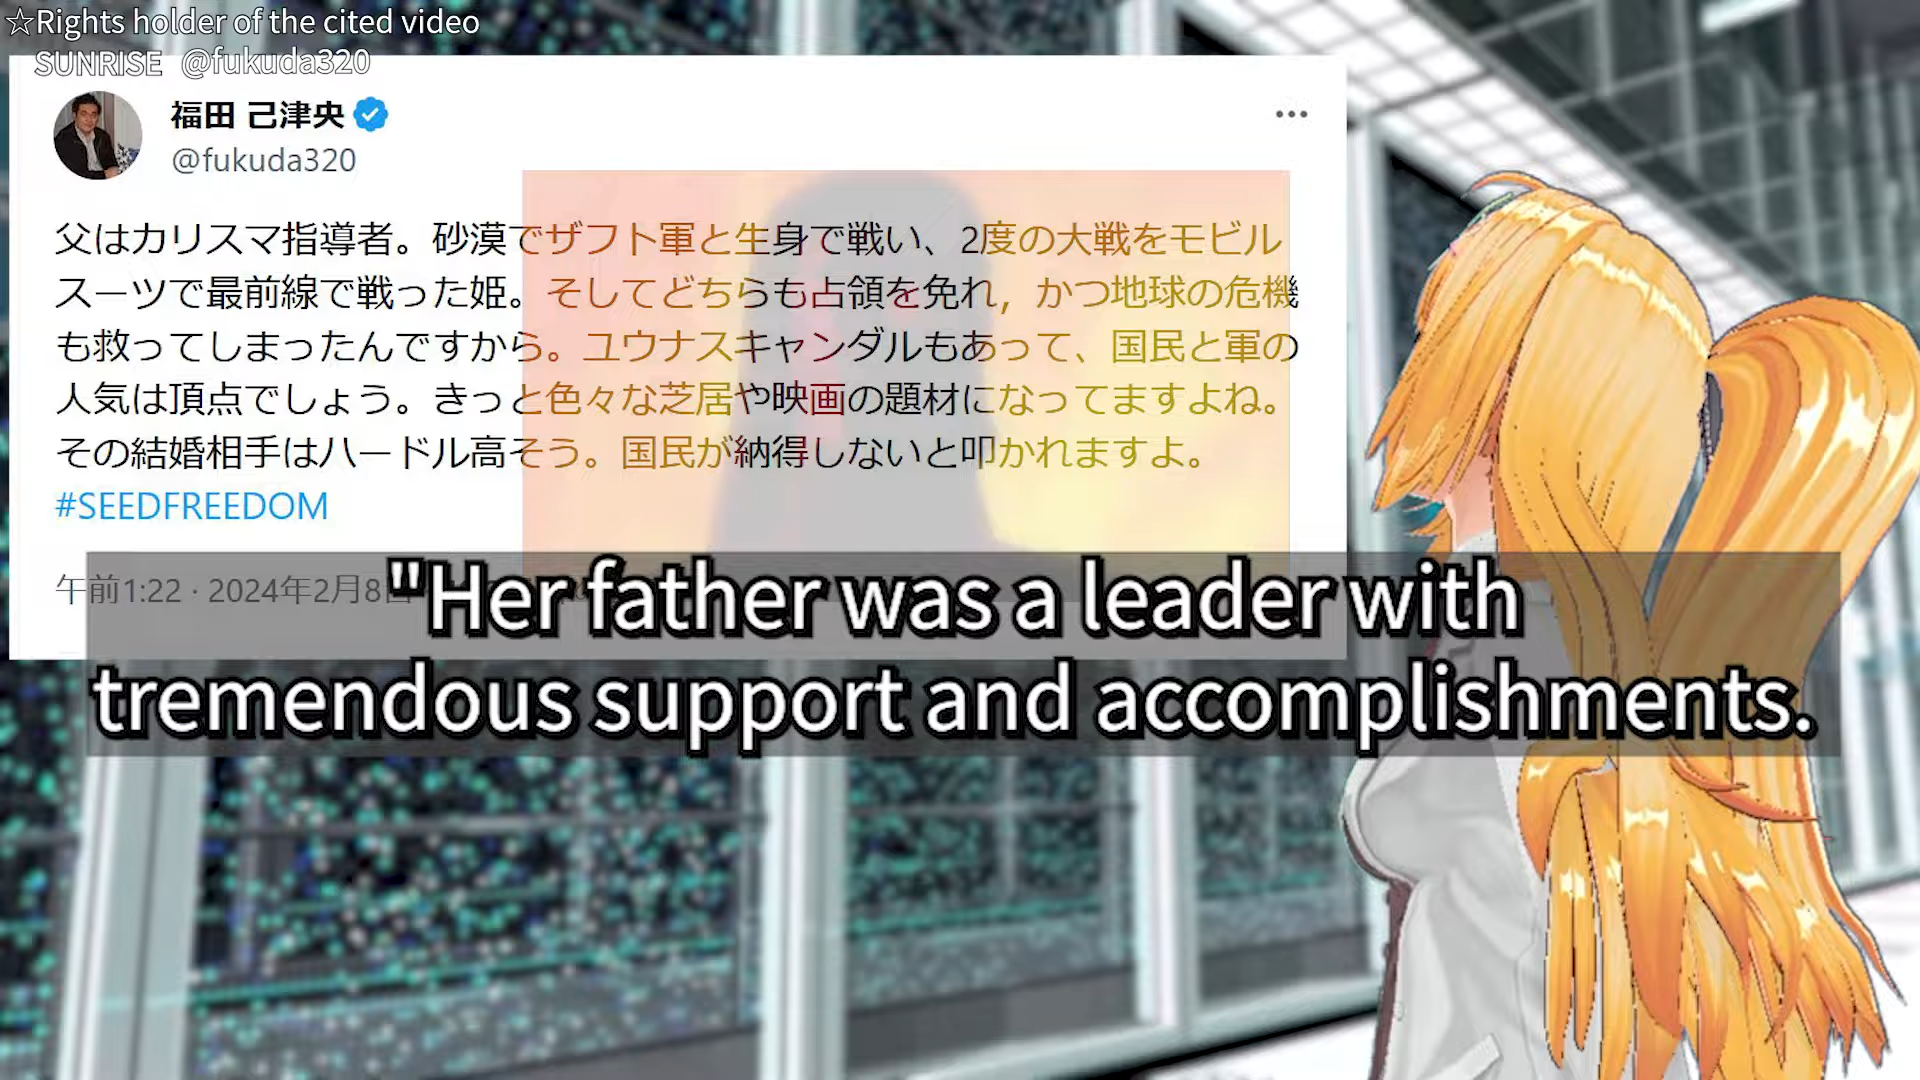 ☆Rights holder of the cited video
SUNRISE @fukuda320
福田 己津央
@fukuda320
父はカリスマ指導者。砂漠でザフト軍と生身で戦い、2度の大戦をモビル
スーツで最前線で戦った姫。そしてどちらも占領を免れ，かつ地球の危機
も救ってしまったんですから。ユウナスキャンダルもあって、国民と軍の
人気は頂点でしょう。きっと色々な芝居や映画の題材になってますよね。
その結婚相手はハードル高そう。国民が納得しないと叩かれますよ。
#SEEDFREEDOM
午前1:22 · 2024年2月8日
"Her father was a leader with
tremendous support and accomplishments.